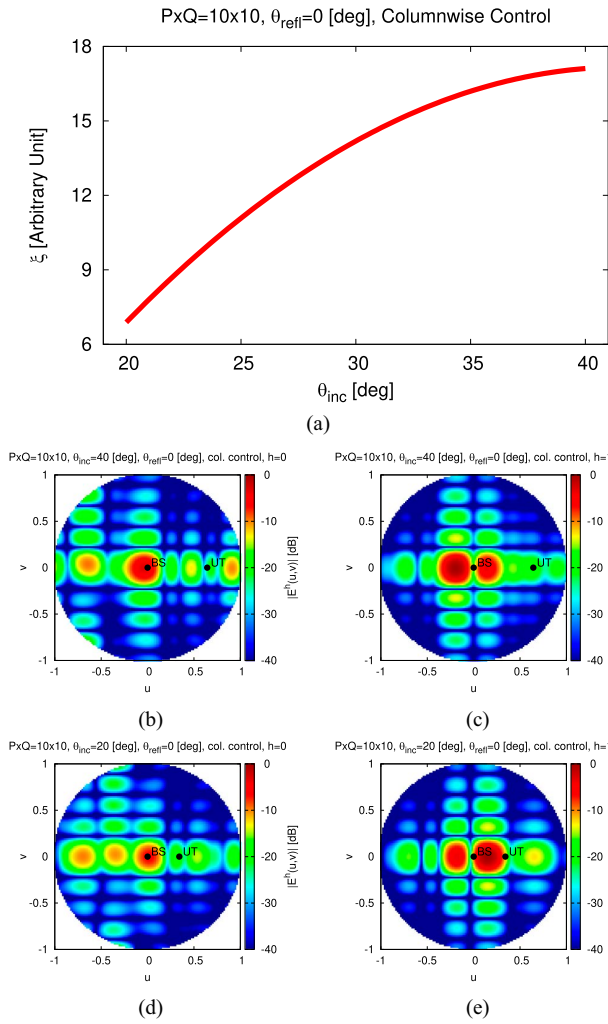 PxQ=10x10, θrefl=0 [deg], Columnwise Control
18
15
12
9
6
ξ [Arbitrary Unit]
20 25 30 35 40
θinc [deg]
(a)
PxQ=10x10, θinc=40 [deg], θrefl=0 [deg], col. control, h=0
1
0.5
0
-0.5
-1
v
BS
UT
-1 -0.5 0 0.5 1
u
0
-10
-20
-30
-40
|E^h(u,v)| [dB]
(b)
PxQ=10x10, θinc=40 [deg], θrefl=0 [deg], col. control, h=1
1
0.5
0
-0.5
-1
v
BS
UT
-1 -0.5 0 0.5 1
u
0
-10
-20
-30
-40
(c)
PxQ=10x10, θinc=20 [deg], θrefl=0 [deg], col. control, h=0
1
0.5
0
-0.5
-1
v
BS
UT
-1 -0.5 0 0.5 1
u
0
-10
-20
-30
-40
|E^h(u,v)| [dB]
(d)
PxQ=10x10, θinc=20 [deg], θrefl=0 [deg], col. control, h=1
1
0.5
0
-0.5
-1
v
BS
UT
-1 -0.5 0 0.5 1
u
0
-10
-20
-30
-40
(e)